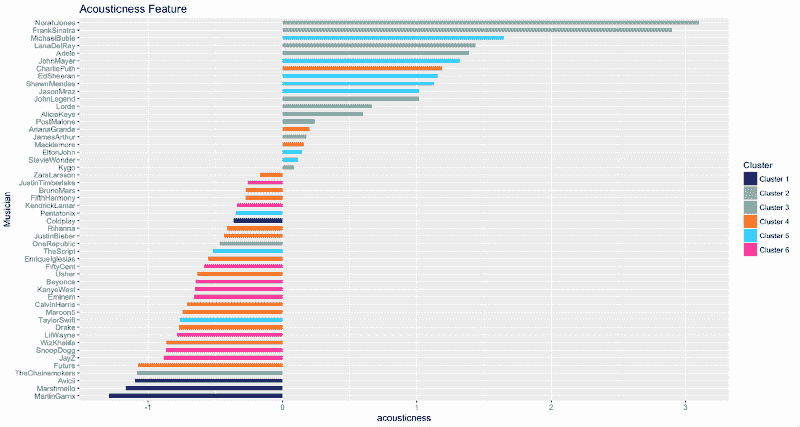 Acousticness Feature
NorahJones
FrankSinatra
MichaelBuble
LanaDelRay
Adele
JohnMayer
CharliePuth
EdSheeran
ShawnMendes
JasonMraz
JohnLegend
Lorde
AliciaKeys
PostMalone
ArianaGrande
JamesArthur
Macklemore
EltonJohn
StevieWonder
Kygo
ZaraLarsson
JustinTimberlake
BrunoMars
FifthHarmony
KendrickLamar
Pentatonix
Coldplay
Rihanna
JustinBieber
OneRepublic
TheScript
EnriqueIglesias
FiftyCent
Usher
Beyonce
KanyeWest
Eminem
CalvinHarris
Maroon5
TaylorSwift
Drake
LilWayne
WizKhalifa
SnoopDogg
JayZ
Future
TheChainsmokers
Avicii
Marshmello
MartinGarrix
Musician
-1 0 1 2 3
acousticness
Cluster
Cluster 1
Cluster 2
Cluster 3
Cluster 4
Cluster 5
Cluster 6